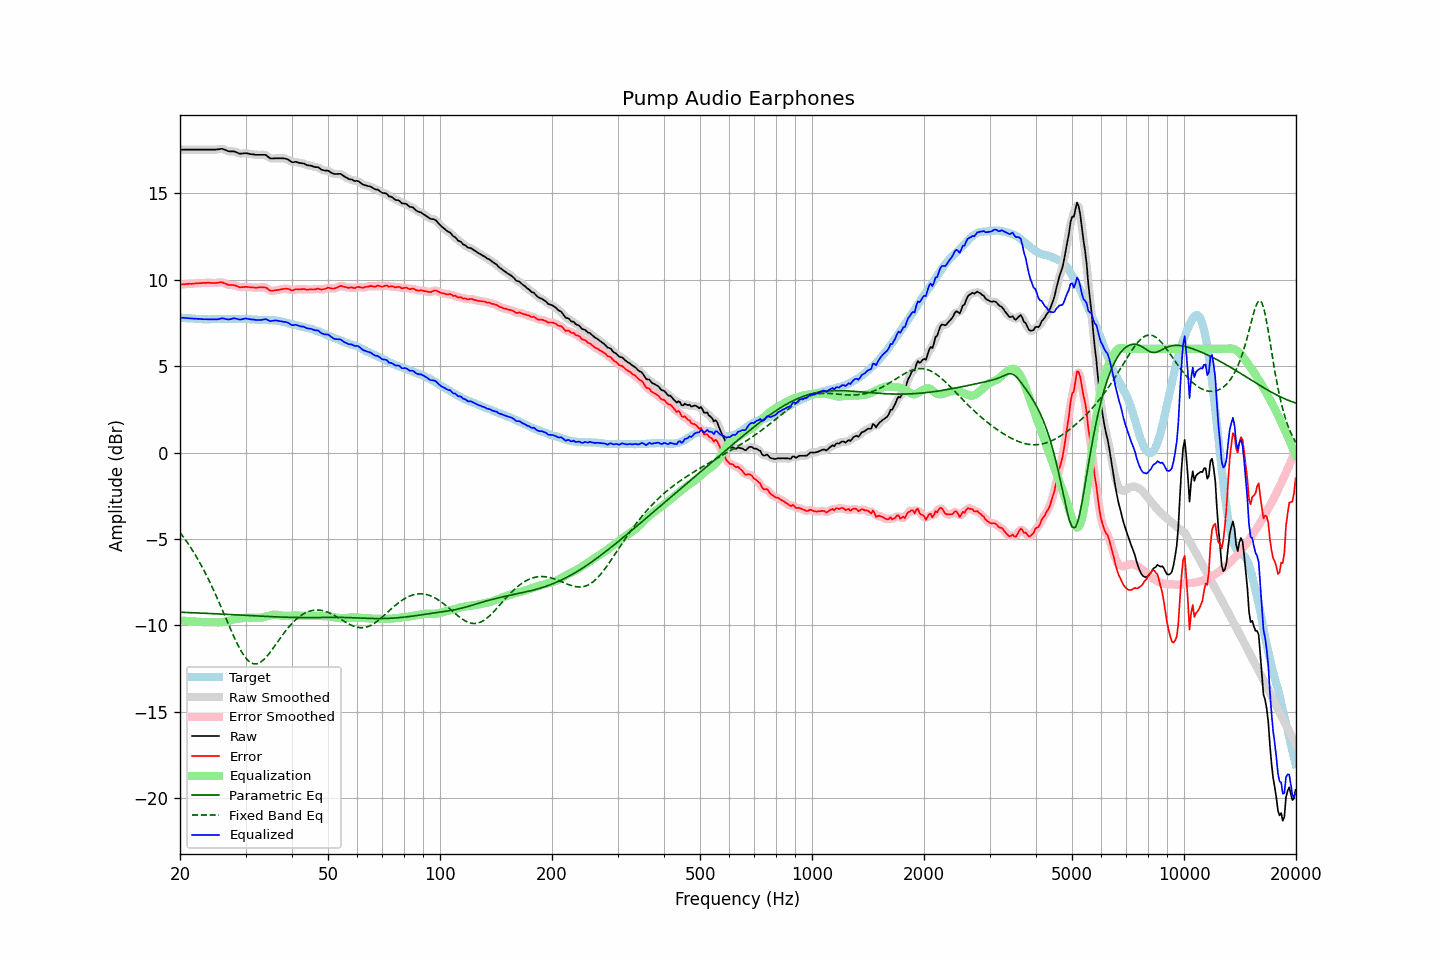 Pump Audio Earphones
Amplitude (dBr)
15
10
5
0
−5
−10
−15
−20
Target
Raw Smoothed
Error Smoothed
Raw
Error
Equalization
Parametric Eq
Fixed Band Eq
Equalized
20 50 100 200 500 1000 2000 5000 10000 20000
Frequency (Hz)